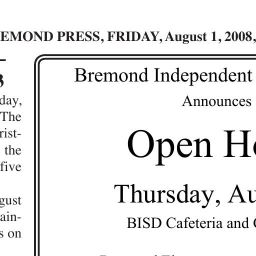 EMOND PRESS, FRIDAY, August 1, 2008,
day,
The
rist-
the
five
gust
ain-
s on
Bremond Independent
Announces
Open Ho
Thursday, Au
BISD Cafeteria and